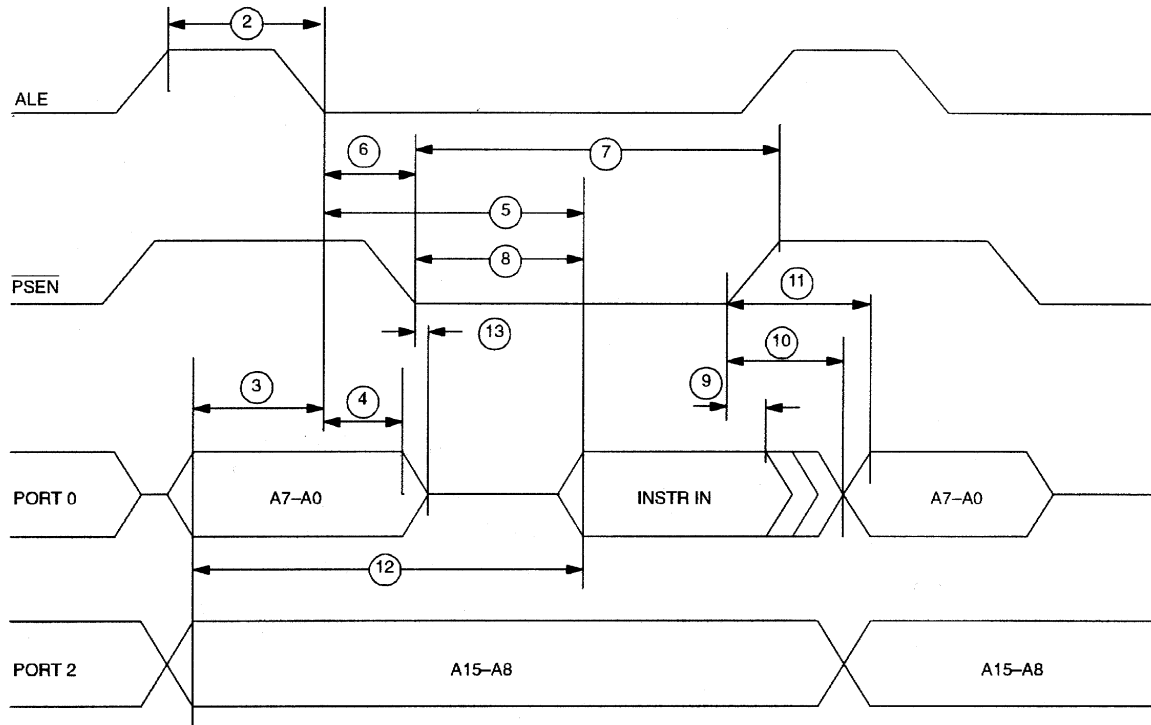 2
ALE
6
7
5
PSEN
8
11
13
10
9
3
4
PORT 0
A7–A0
INSTR IN
A7–A0
12
PORT 2
A15–A8
A15–A8